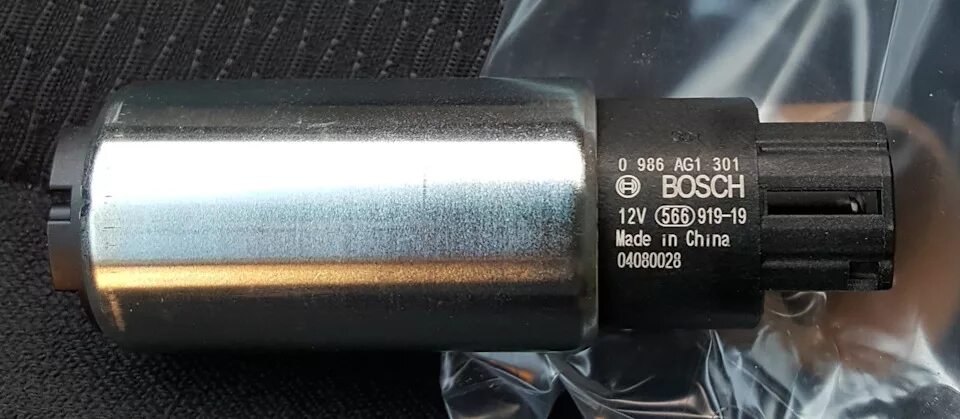 0 986 AG1 301
BOSCH
12V 566 919-19
Made in China
04080028